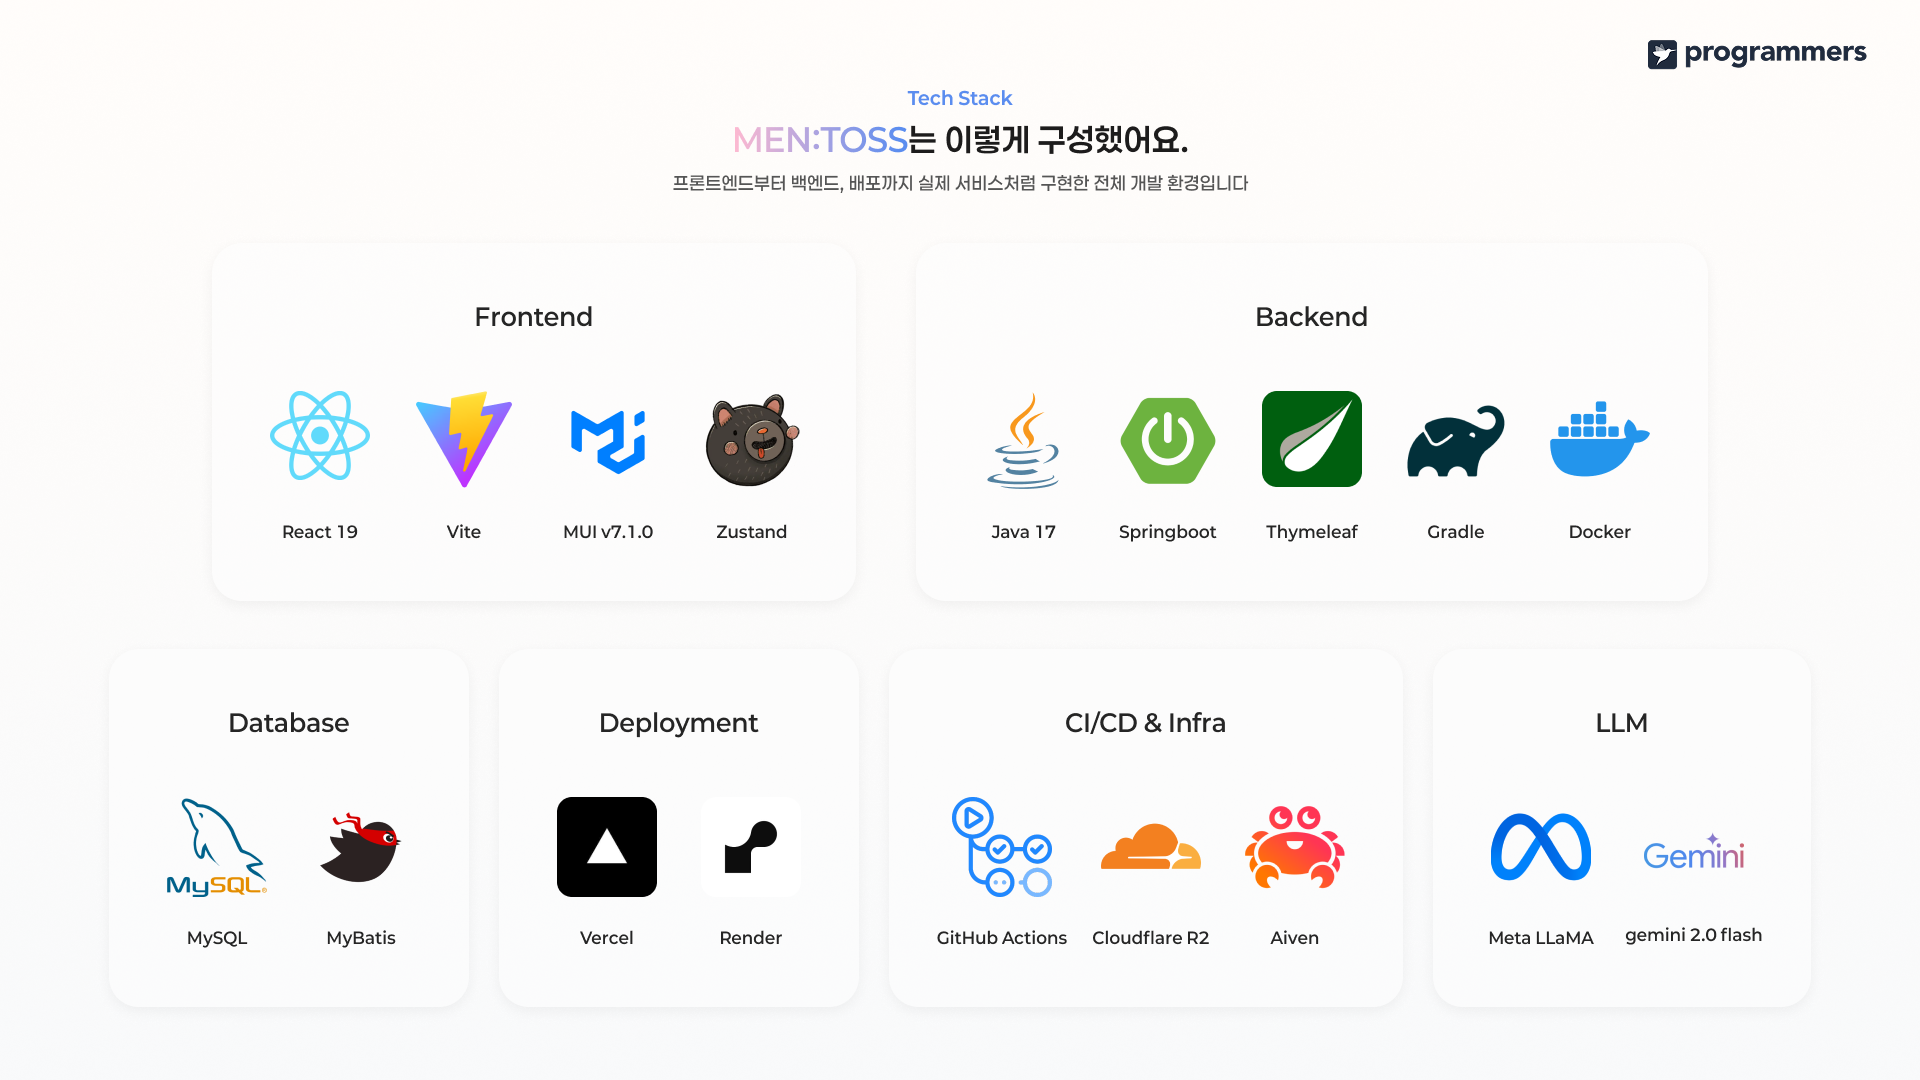 programmers
Tech Stack
MEN:TOSS는 이렇게 구성했어요.
프론트엔드부터 백엔드, 배포까지 실제 서비스처럼 구현한 전체 개발 환경입니다
Frontend
React 19
Vite
MUI v7.1.0
Zustand
Backend
Java 17
Springboot
Thymeleaf
Gradle
Docker
Database
MySQL®
MySQL
MyBatis
Deployment
Vercel
Render
CI/CD & Infra
GitHub Actions
Cloudflare R2
Aiven
LLM
Meta LLaMA
Gemini
gemini 2.0 flash